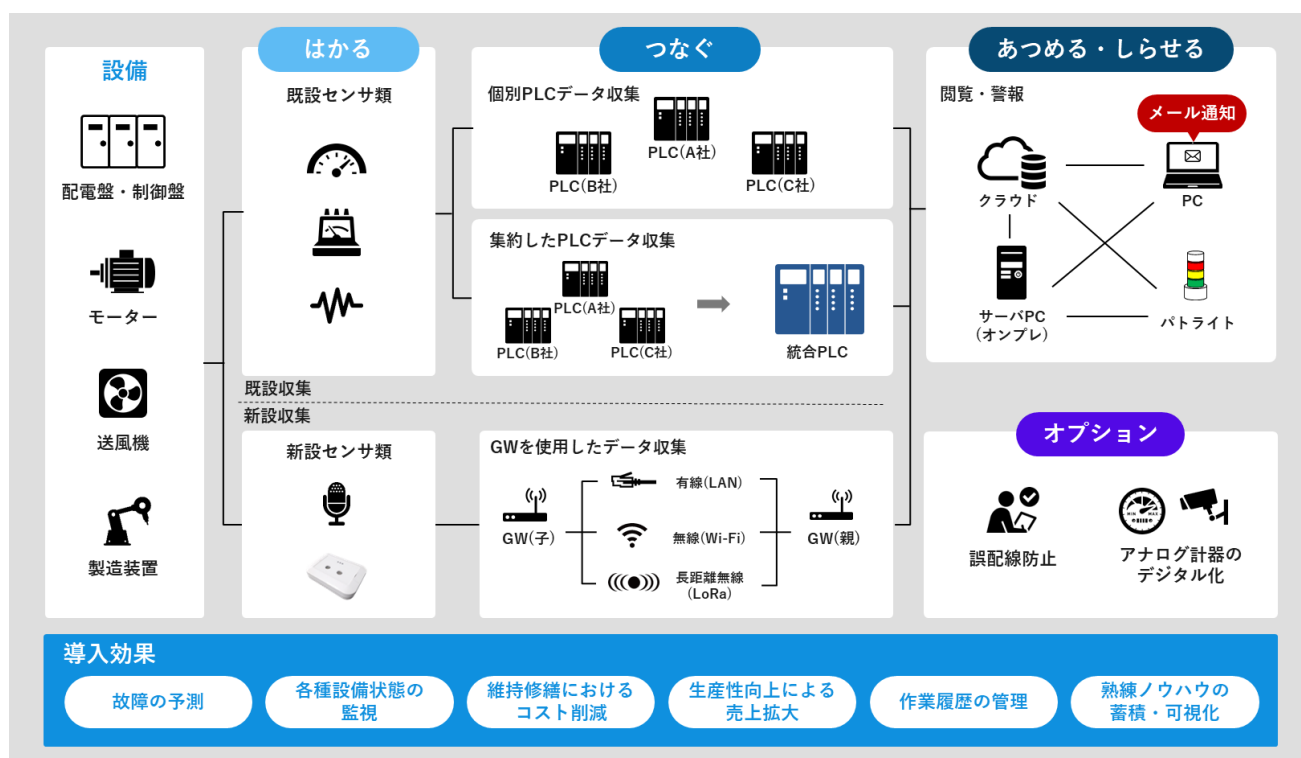 設備
配電盤・制御盤
モーター
送風機
製造装置
はかる
既設センサ類
既設収集
新設収集
新設センサ類
つなぐ
個別PLCデータ収集
PLC(A社)
PLC(B社)
PLC(C社)
集約したPLCデータ収集
PLC(A社)
PLC(B社)
PLC(C社)
統合PLC
GWを使用したデータ収集
GW(子)
有線(LAN)
無線(Wi-Fi)
長距離無線
(LoRa)
GW(親)
あつめる・しらせる
閲覧・警報
メール通知
クラウド
PC
サーバPC
(オンプレ)
パトライト
オプション
誤配線防止
MIN.
MAX.
アナログ計器の
デジタル化
導入効果
故障の予測
各種設備状態の
監視
維持修繕における
コスト削減
生産性向上による
売上拡大
作業履歴の管理
熟練ノウハウの
蓄積・可視化